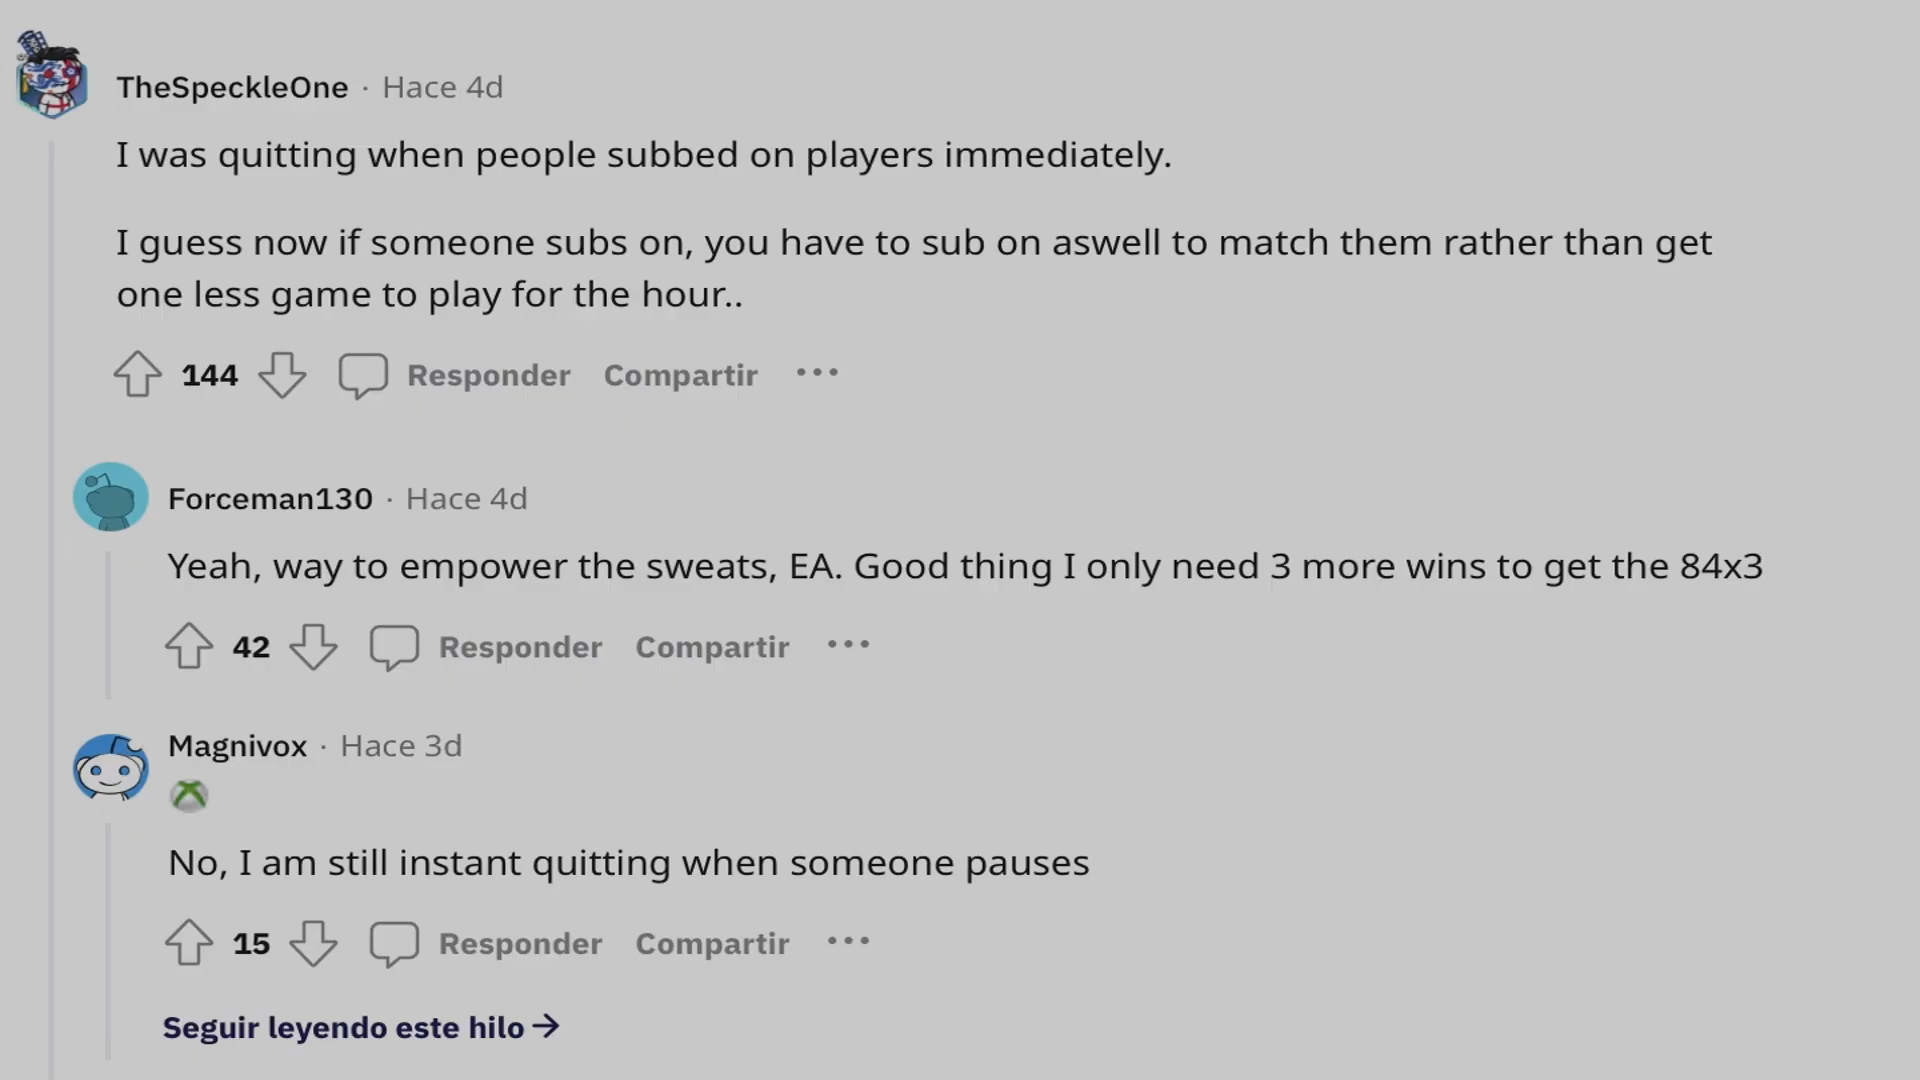 TheSpeckleOne · Hace 4d
I was quitting when people subbed on players immediately.
I guess now if someone subs on, you have to sub on aswell to match them rather than get
one less game to play for the hour..
144 Responder Compartir ...
Forceman130 · Hace 4d
Yeah, way to empower the sweats, EA. Good thing I only need 3 more wins to get the 84x3
42 Responder Compartir ...
Magnivox · Hace 3d
No, I am still instant quitting when someone pauses
15 Responder Compartir ...
Seguir leyendo este hilo →